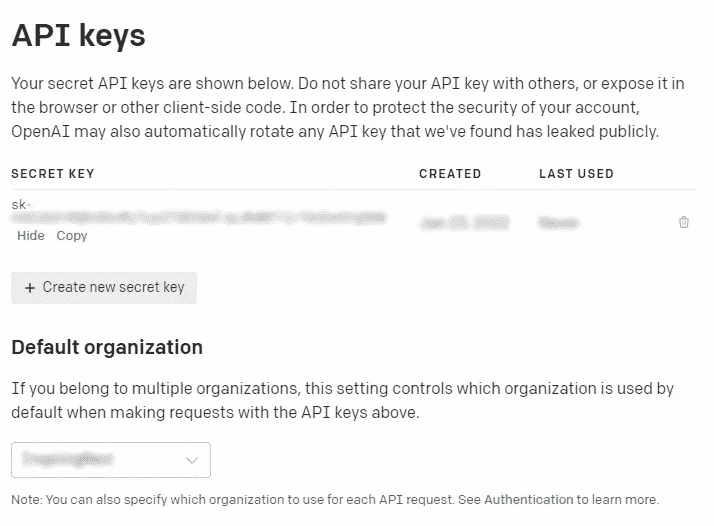 API keys
Your secret API keys are shown below. Do not share your API key with others, or expose it in
the browser or other client-side code. In order to protect the security of your account,
OpenAI may also automatically rotate any API key that we've found has leaked publicly.
SECRET KEY CREATED LAST USED
sk-
Hide Copy
+ Create new secret key
Default organization
If you belong to multiple organizations, this setting controls which organization is used by
default when making requests with the API keys above.
Note: You can also specify which organization to use for each API request. See Authentication to learn more.